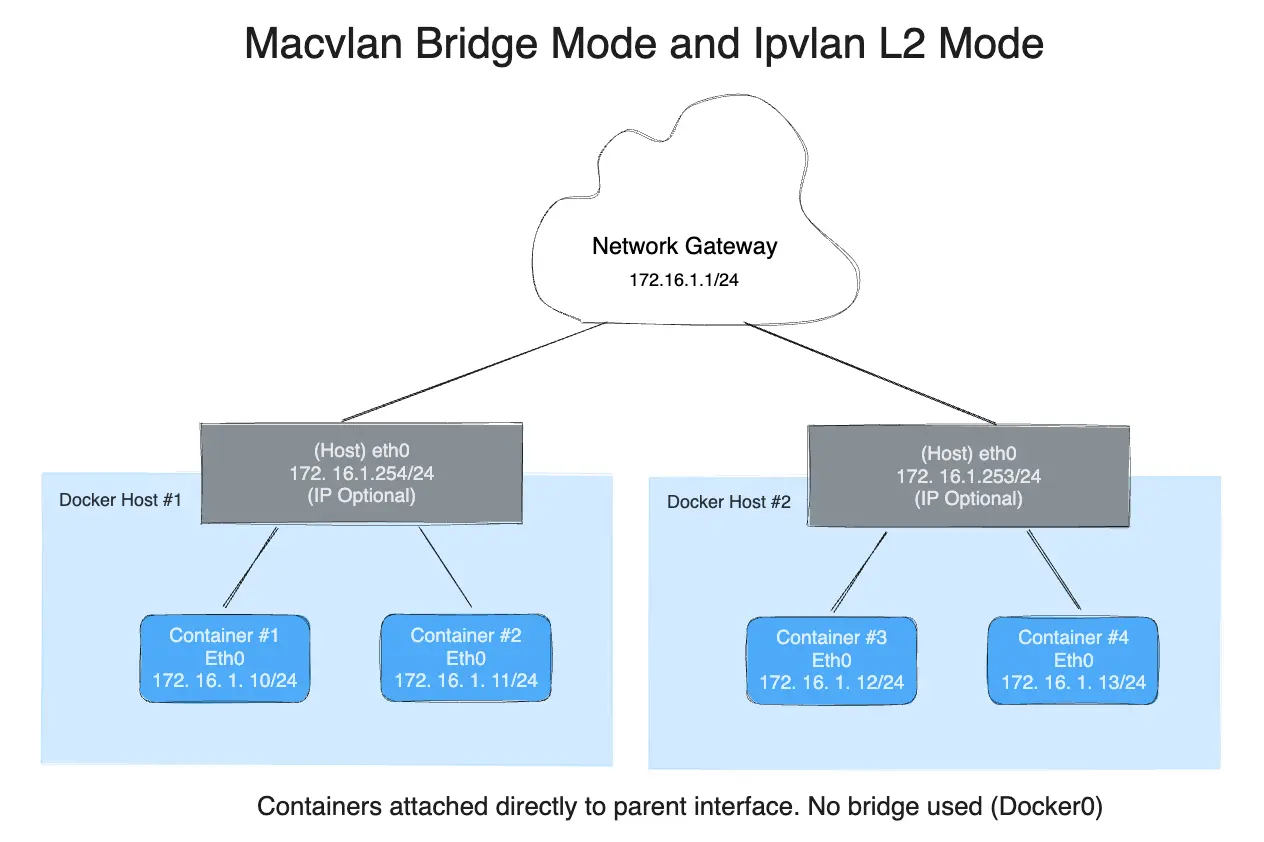 Macvlan Bridge Mode and Ipvlan L2 Mode
Network Gateway
172.16.1.1/24
(Host) eth0
172. 16.1.254/24
(IP Optional)
Docker Host #1
Container #1
Eth0
172. 16. 1. 10/24
Container #2
Eth0
172. 16. 1. 11/24
(Host) eth0
172. 16.1.253/24
(IP Optional)
Docker Host #2
Container #3
Eth0
172. 16. 1. 12/24
Container #4
Eth0
172. 16. 1. 13/24
Containers attached directly to parent interface. No bridge used (Docker0)